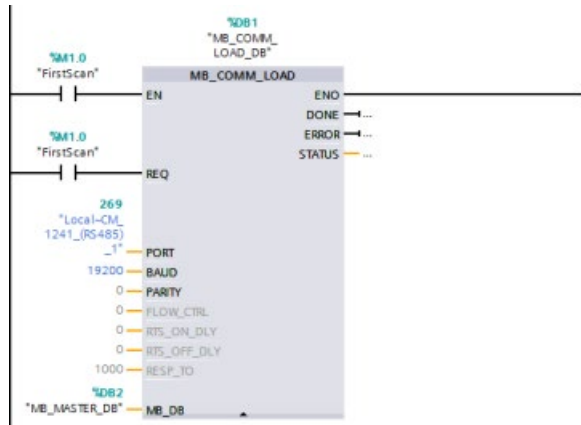 %DB1
"MB_COMM_
LOAD_DB"
%M1.0
"FirstScan"
MB_COMM_LOAD
EN
ENO
DONE
...
ERROR
...
STATUS
...
%M1.0
"FirstScan"
REQ
269
"Local~CM_
1241_(RS485)
_1"
PORT
19200
BAUD
0
PARITY
0
FLOW_CTRL
0
RTS_ON_DLY
0
RTS_OFF_DLY
1000
RESP_TO
%DB2
"MB_MASTER_DB"
MB_DB